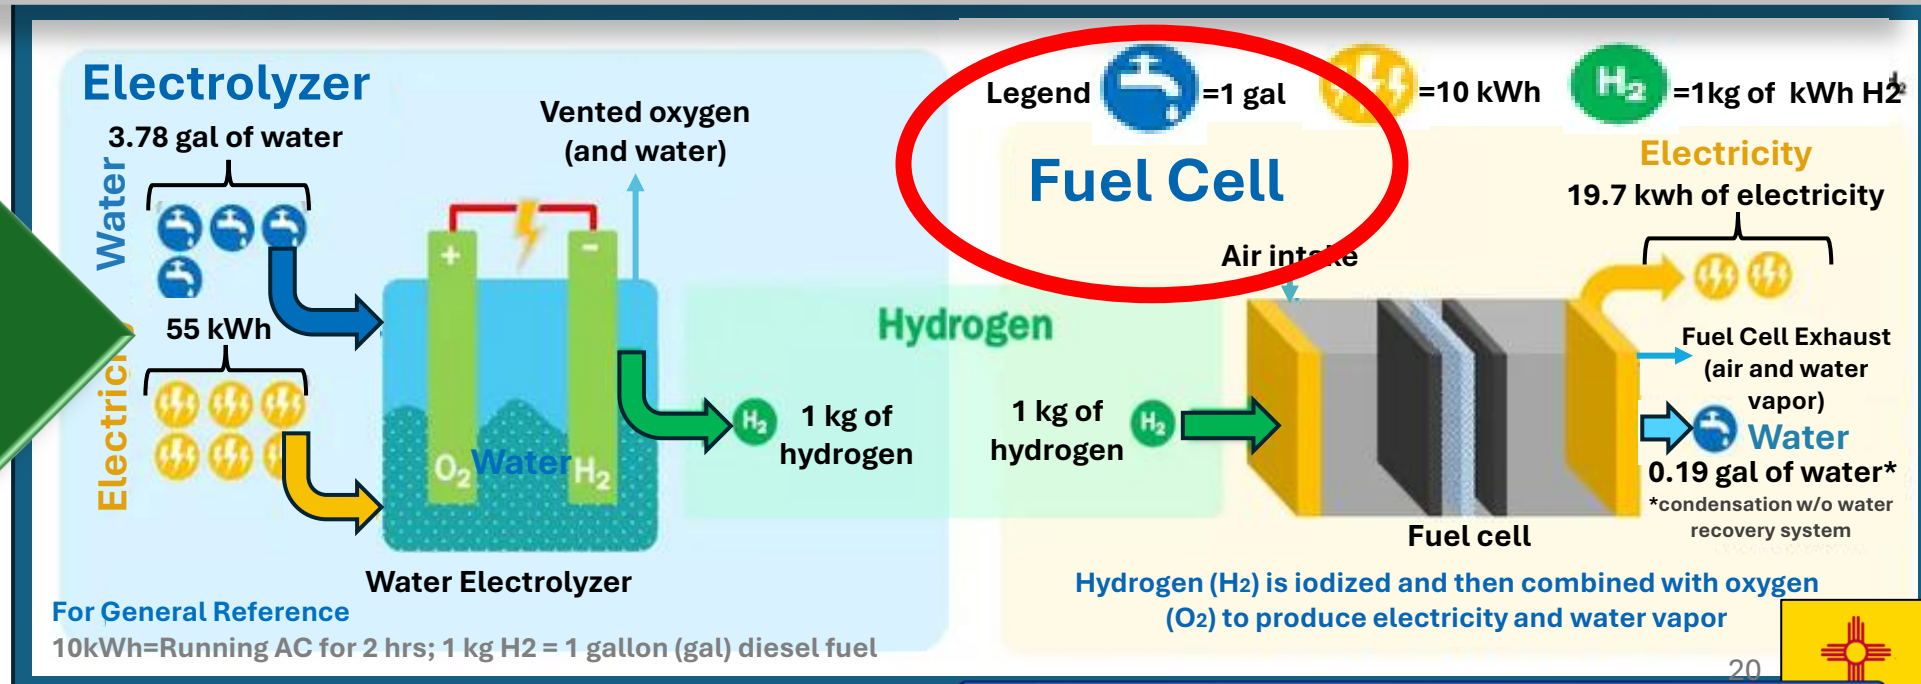 Electrolyzer
3.78 gal of water
Water
55 kWh
Vented oxygen
(and water)
+
-
O2
Water
H2
Water Electrolyzer
For General Reference
10kWh=Running AC for 2 hrs; 1 kg H2 = 1 gallon (gal) diesel fuel
Hydrogen
H2
1 kg of
hydrogen
1 kg of
hydrogen
H2
Legend
=1 gal
=10 kWh
H2
=1kg of kWh H2
Fuel Cell
Air intake
Electricity
19.7 kwh of electricity
Fuel Cell Exhaust
(air and water
vapor)
Water
0.19 gal of water*
*condensation w/o water
recovery system
Fuel cell
Hydrogen (H2) is iodized and then combined with oxygen
(O2) to produce electricity and water vapor
20